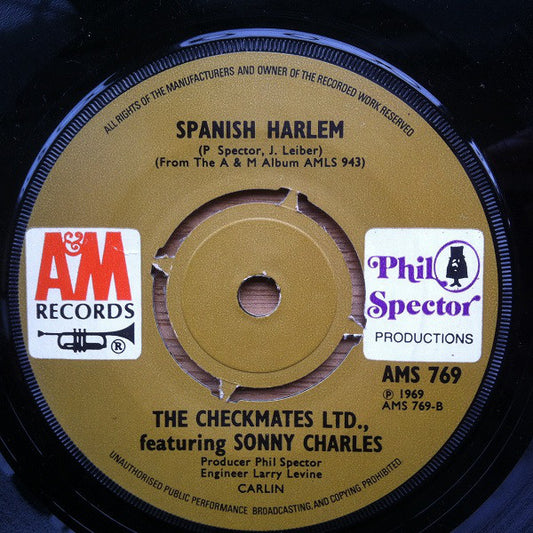 ALL RIGHTS OF THE MANUFACTURERS AND OWNER OF THE RECORDED WORK RESERVED
SPANISH HARLEM
(P Spector, J. Leiber)
(From The A & M Album AMLS 943)
A&M
RECORDS
®
Phil
Spector
PRODUCTIONS
AMS 769
℗ 1969
AMS 769-B
THE CHECKMATES LTD.,
featuring SONNY CHARLES
Producer Phil Spector
Engineer Larry Levine
CARLIN
UNAUTHORISED PUBLIC PERFORMANCE, BROADCASTING, AND COPYING PROHIBITED.